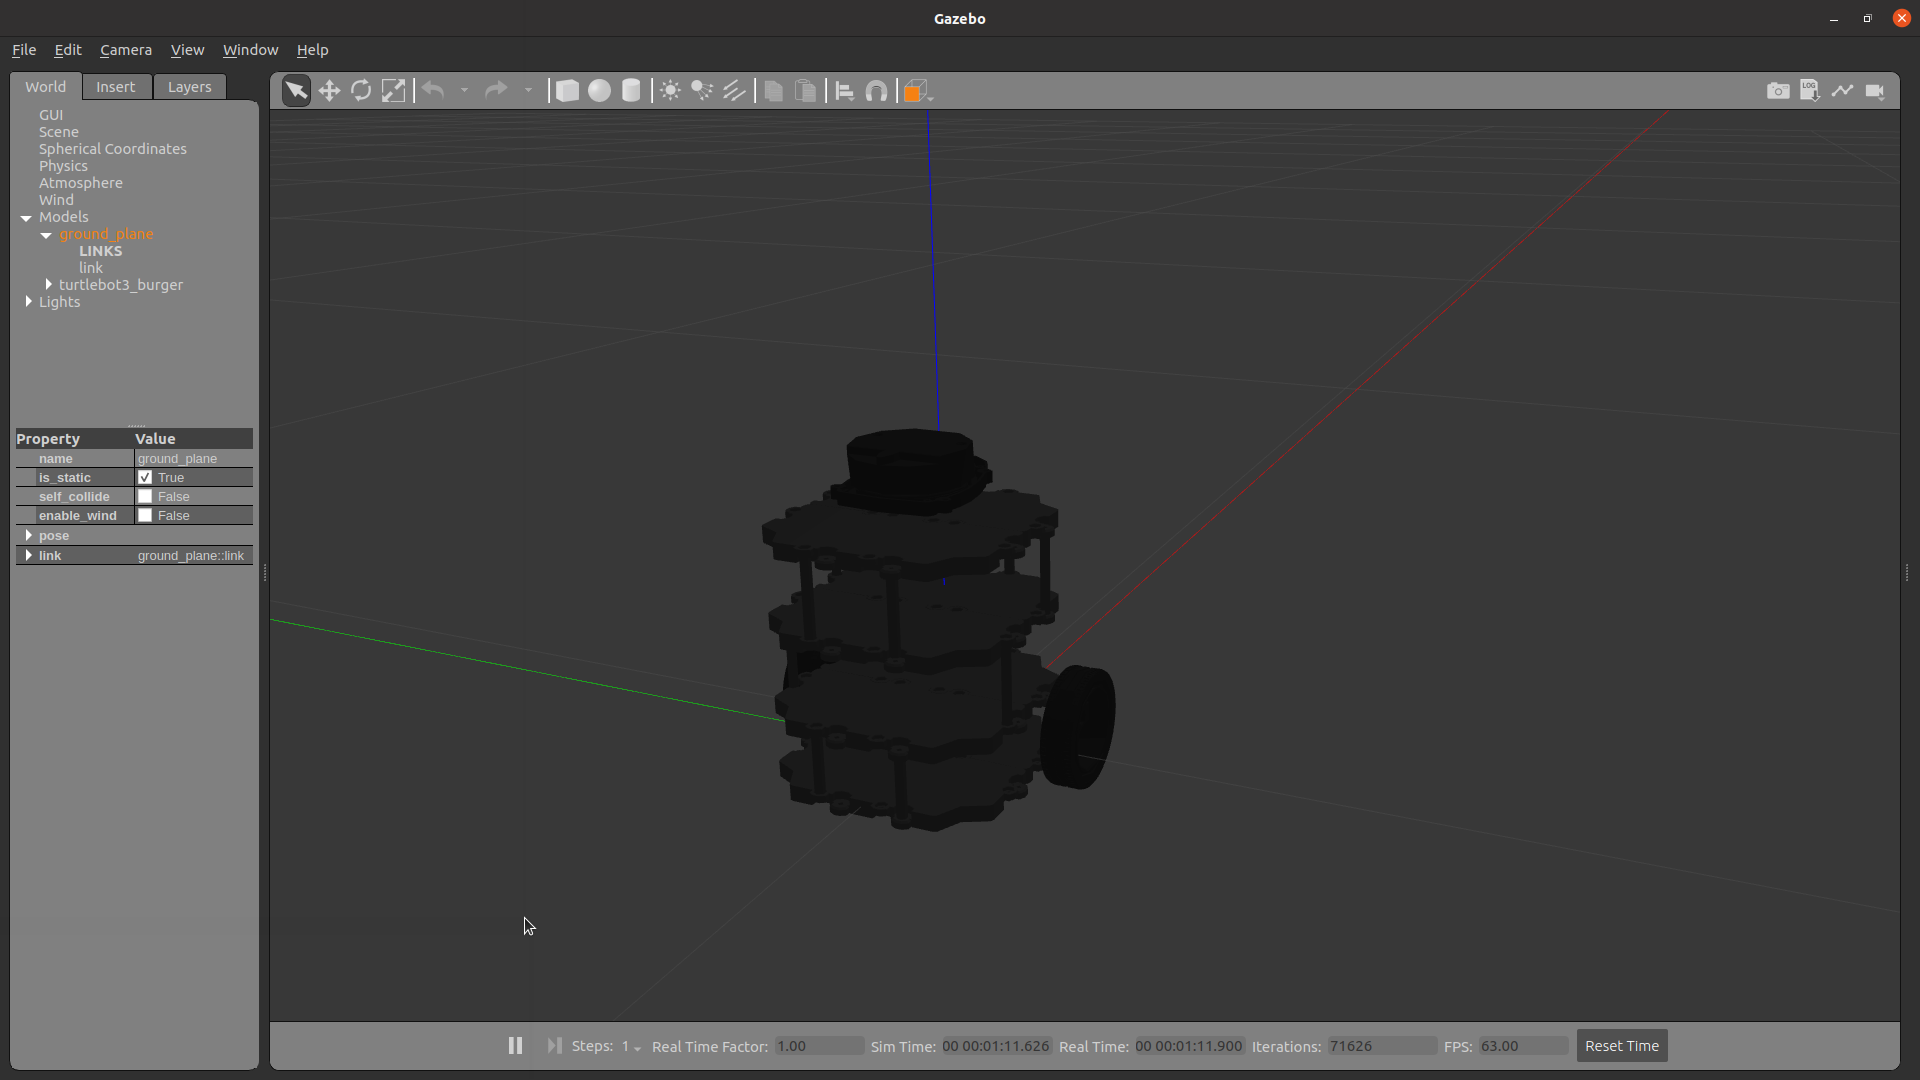 Gazebo
File Edit Camera View Window Help
World Insert Layers
LOG
GUI
Scene
Spherical Coordinates
Physics
Atmosphere
Wind
Models
ground_plane
LINKS
link
turtlebot3_burger
Lights
Property Value
name ground_plane
is_static True
self_collide False
enable_wind False
pose
link ground_plane::link
Steps: 1 Real Time Factor: 1.00 Sim Time: 00 00:01:11.626 Real Time: 00 00:01:11.900 Iterations: 71626 FPS: 63.00 Reset Time